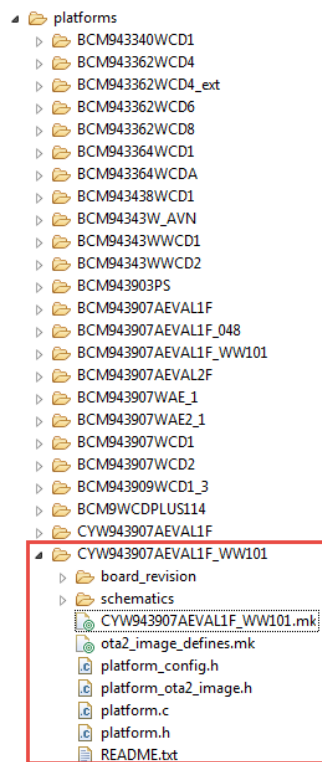 platforms
BCM943340WCD1
BCM943362WCD4
BCM943362WCD4_ext
BCM943362WCD6
BCM943362WCD8
BCM943364WCD1
BCM943364WCDA
BCM943438WCD1
BCM94343W_AVN
BCM94343WWCD1
BCM94343WWCD2
BCM943903PS
BCM943907AEVAL1F
BCM943907AEVAL1F_048
BCM943907AEVAL1F_WW101
BCM943907AEVAL2F
BCM943907WAE_1
BCM943907WAE2_1
BCM943907WCD1
BCM943907WCD2
BCM943909WCD1_3
BCM9WCDPLUS114
CYW943907AEVAL1F
CYW943907AEVAL1F_WW101
board_revision
schematics
CYW943907AEVAL1F_WW101.mk
ota2_image_defines.mk
platform_config.h
platform_ota2_image.h
platform.c
platform.h
README.txt